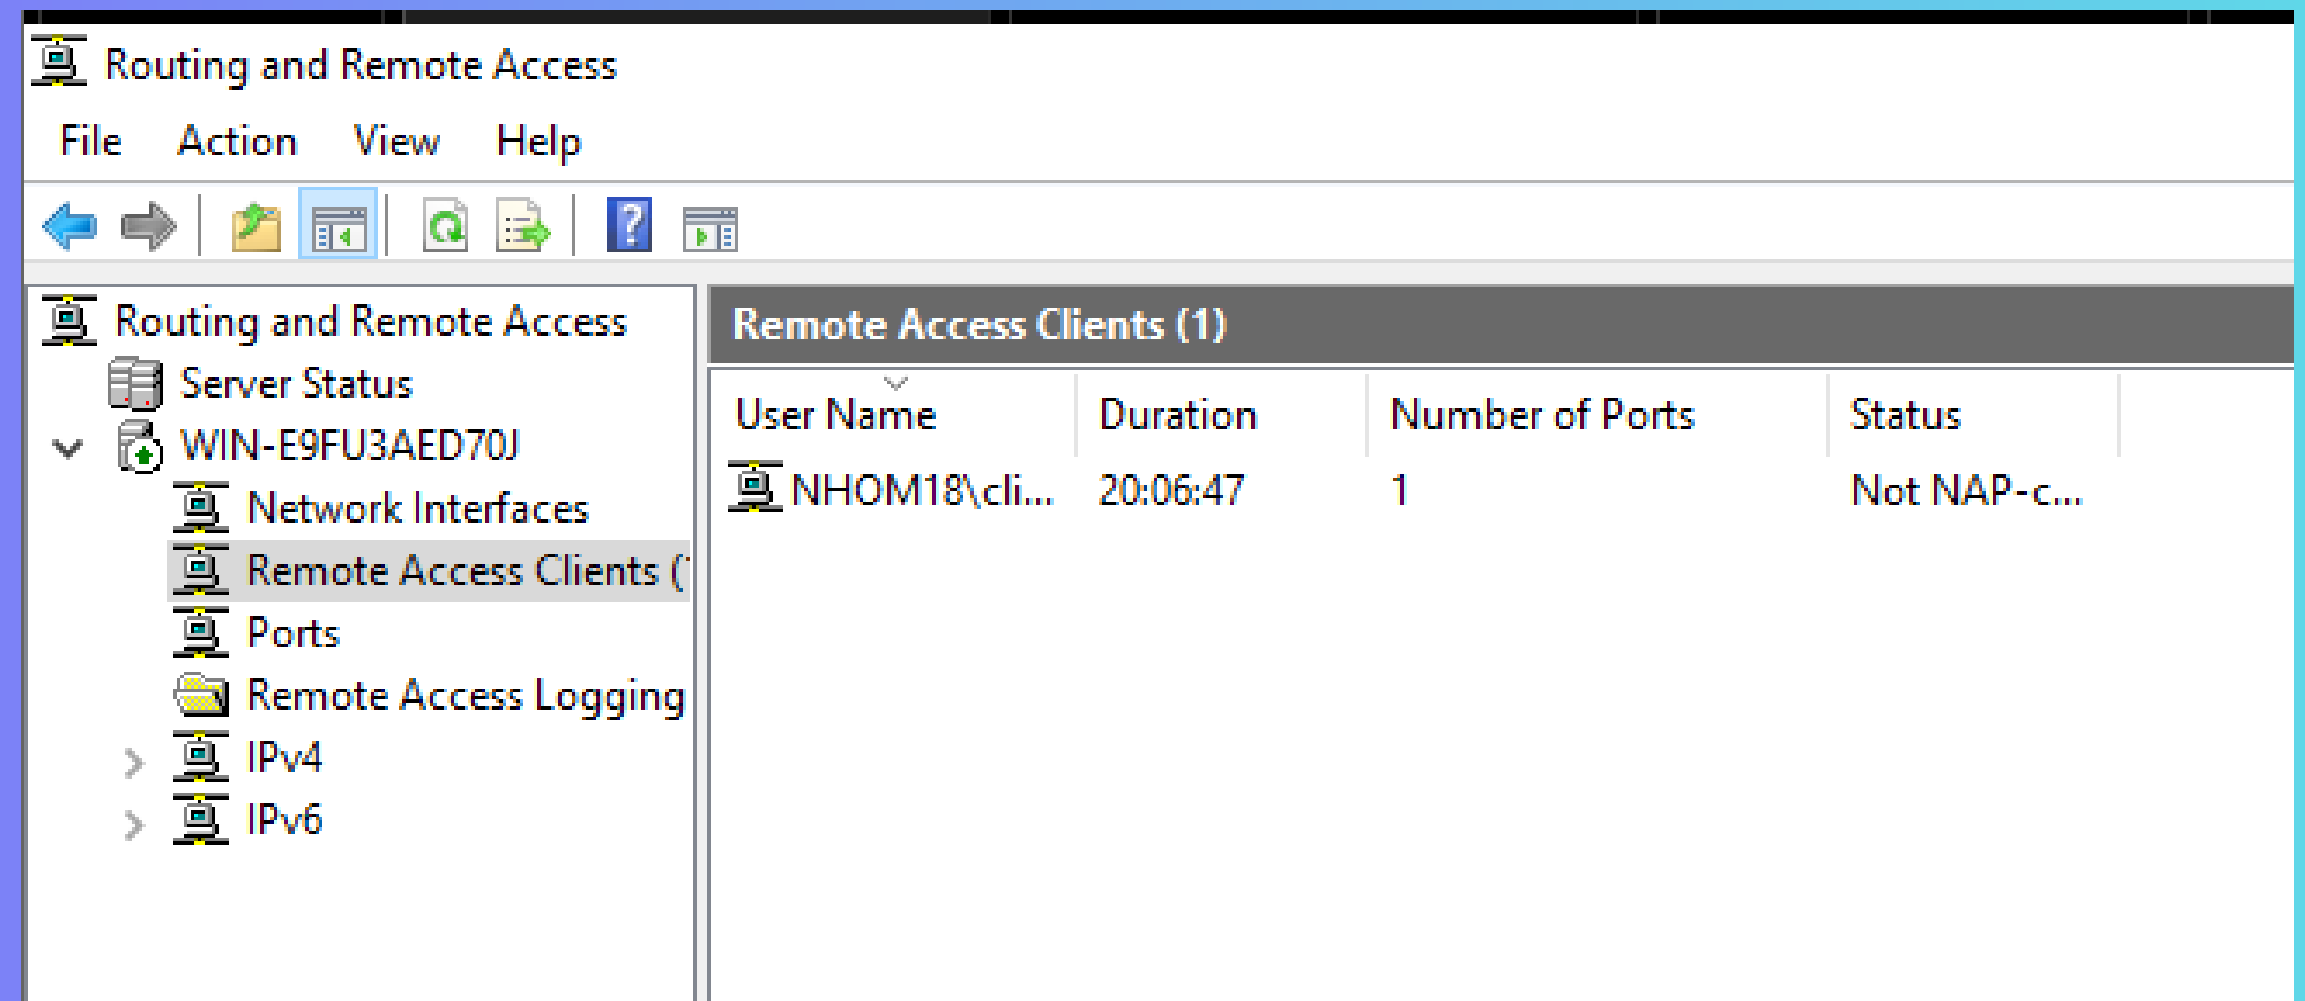 Routing and Remote Access
File Action View Help
Routing and Remote Access
Server Status
WIN-E9FU3AED70J
Network Interfaces
Remote Access Clients (
Ports
Remote Access Logging
IPv4
IPv6
Remote Access Clients (1)
User Name Duration Number of Ports Status
NHOM18\cli... 20:06:47 1 Not NAP-c...